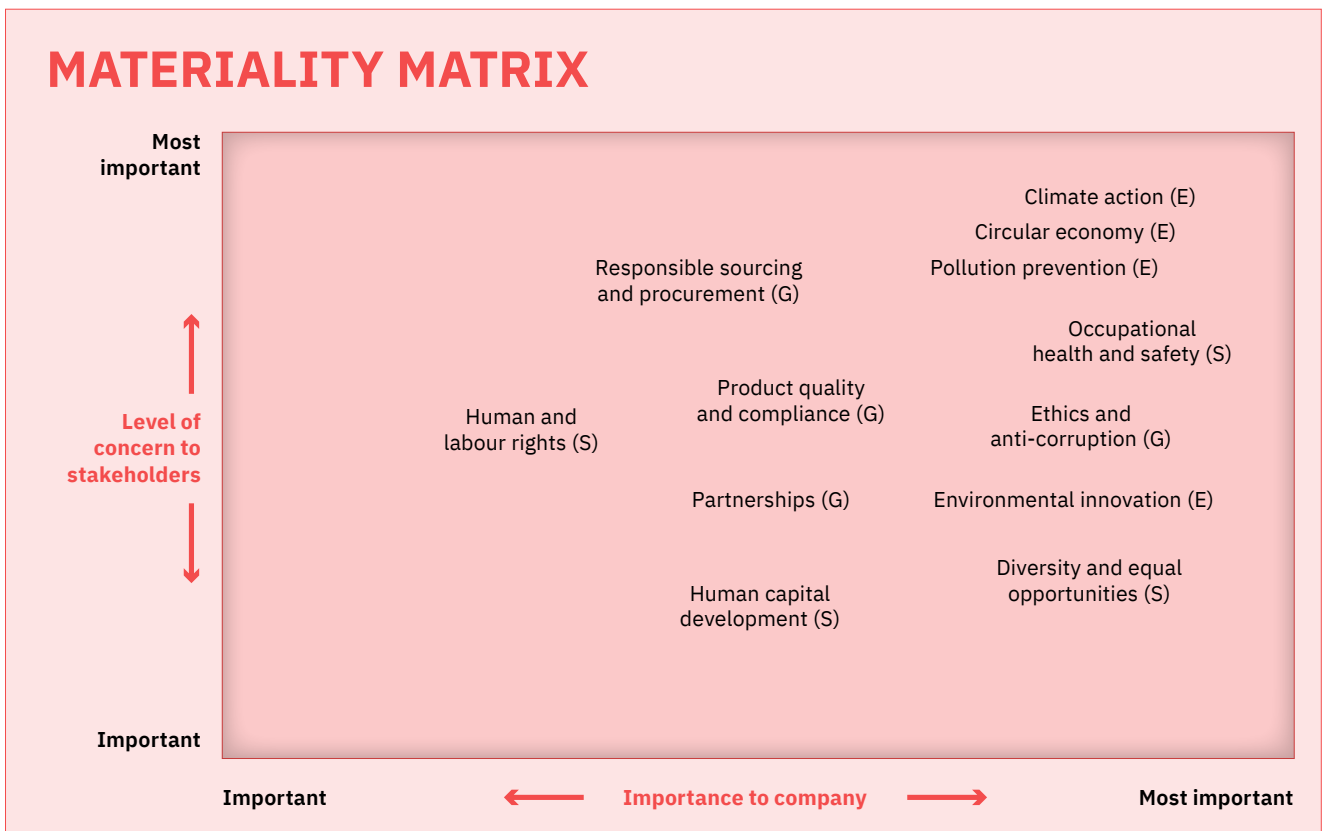 MATERIALITY MATRIX
Most
important
Climate action (E)
Circular economy (E)
Responsible sourcing
and procurement (G)
Pollution prevention (E)
Occupational
health and safety (S)
Product quality
and compliance (G)
Human and
labour rights (S)
Ethics and
anti-corruption (G)
Level of
concern to
stakeholders
Partnerships (G)
Environmental innovation (E)
Diversity and equal
opportunities (S)
Human capital
development (S)
Important
Important
Importance to company
Most important